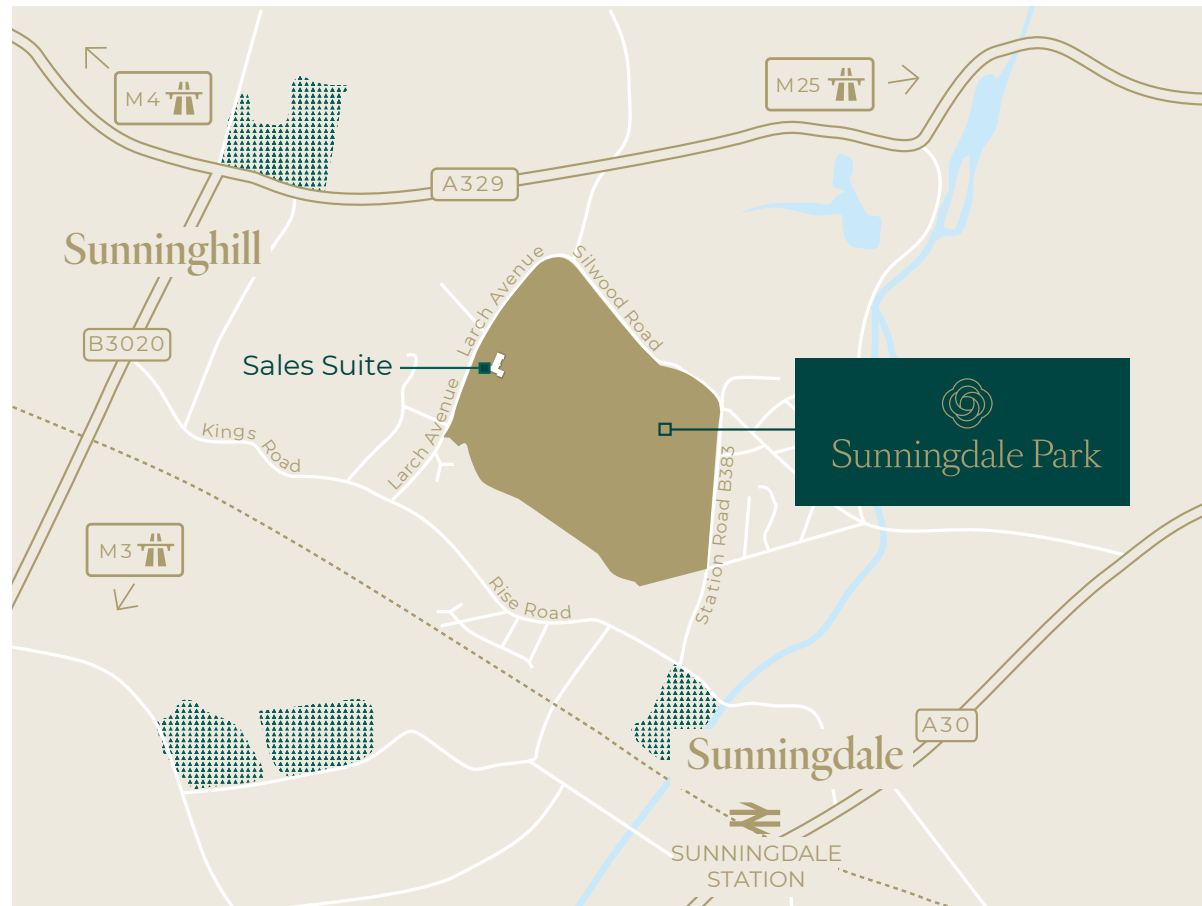 M4
M25
A329
Sunninghill
Larch Avenue
Silwood Road
B3020
Sales Suite
Larch Avenue
Sunningdale Park
Kings Road
Station Road B383
M3
Rise Road
A30
Sunningdale
SUNNINGDALE
STATION